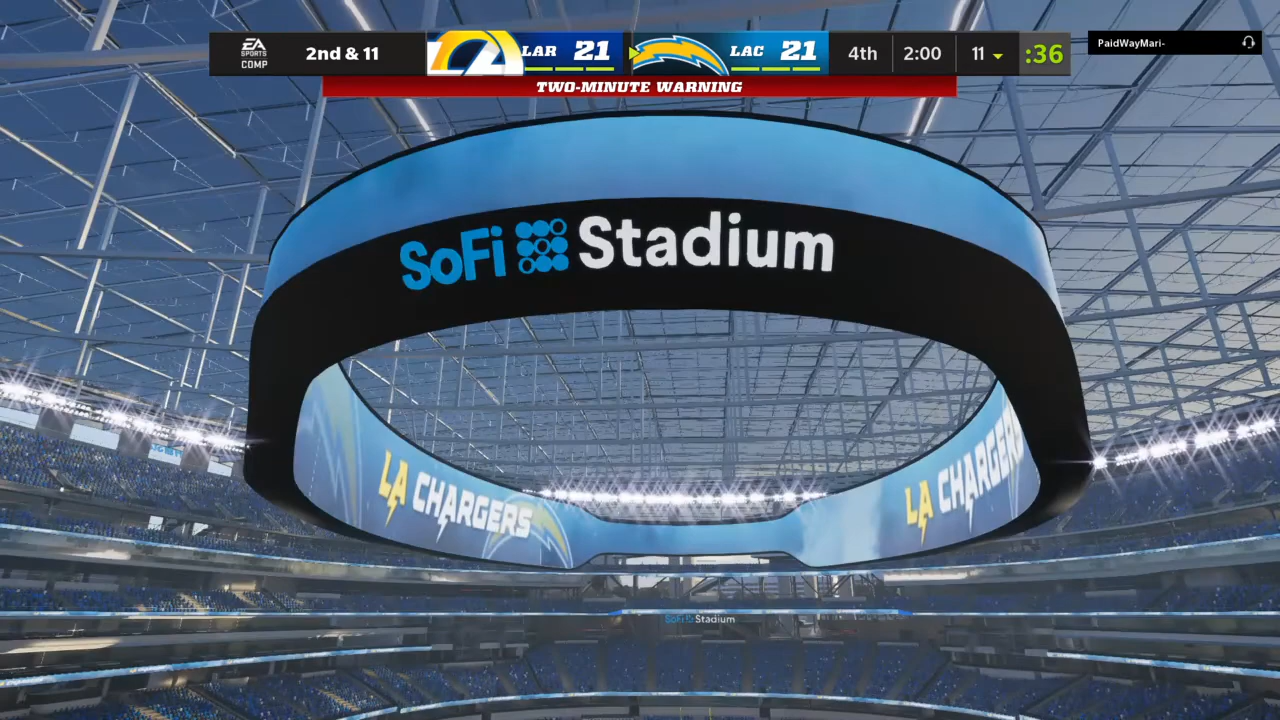 EA SPORTS COMP
2nd & 11
LAR 21
LAC 21
4th 2:00 11 :36
PaidWayMari-
TWO-MINUTE WARNING
SoFi Stadium
LA CHARGERS
LA CHARGERS
SoFi Stadium